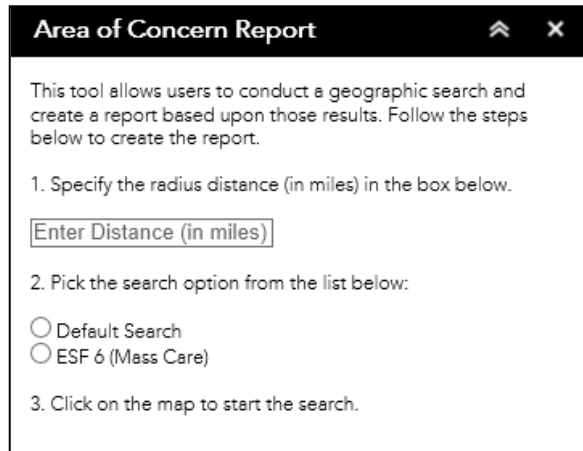 Area of Concern Report
This tool allows users to conduct a geographic search and
create a report based upon those results. Follow the steps
below to create the report.
1. Specify the radius distance (in miles) in the box below.
Enter Distance (in miles)
2. Pick the search option from the list below:
Default Search
ESF 6 (Mass Care)
3. Click on the map to start the search.